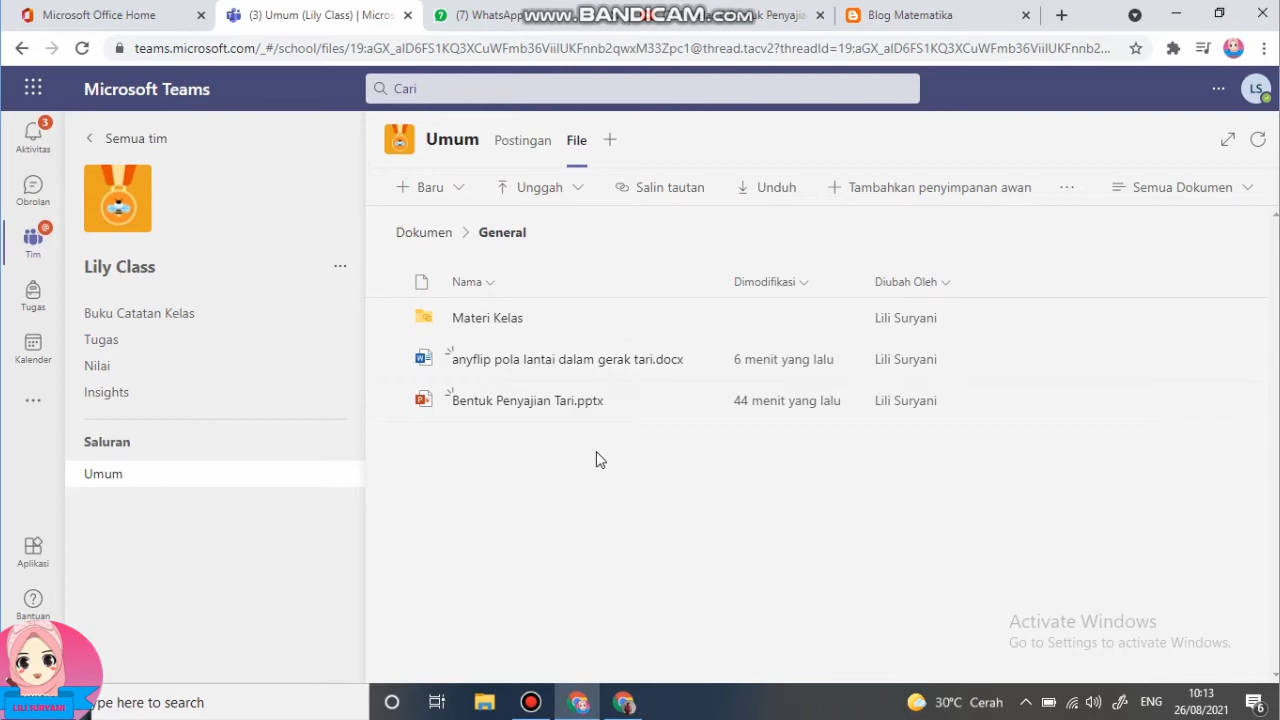 Microsoft Office Home
(3) Umum (Lily Class) | Micros
(7) WhatsApp
www.BANDICAM.com
Penyajia
Blog Matematika
teams.microsoft.com/_#/school/files/19:aGX_aID6FS1KQ3XCuWFmb36ViiIUKFnnb2qwxM33Zpc1@thread.tacv2?threadId=19:aGX_aID6FS1KQ3XCuWFmb36ViiIUKFnnb2...
Microsoft Teams
Cari
LS
3
Aktivitas
Obrolan
Tim
Tugas
Kalender
Aplikasi
Bantuan
Semua tim
Lily Class
Buku Catatan Kelas
Tugas
Nilai
Insights
Saluran
Umum
Umum
Postingan
File
Baru
Unggah
Salin tautan
Unduh
Tambahkan penyimpanan awan
Semua Dokumen
Dokumen > General
Nama
Dimodifikasi
Diubah Oleh
Materi Kelas
Lili Suryani
anyflip pola lantai dalam gerak tari.docx
6 menit yang lalu
Lili Suryani
Bentuk Penyajian Tari.pptx
44 menit yang lalu
Lili Suryani
Activate Windows
Go to Settings to activate Windows.
LILI SURYANI
ype here to search
30°C Cerah
ENG
10:13
26/08/2021
6